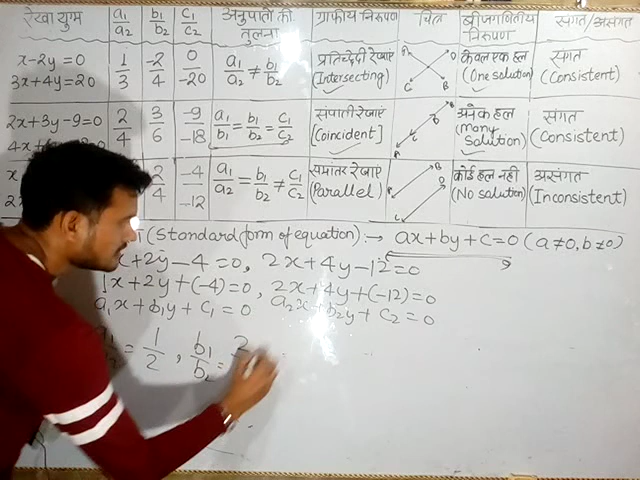 रेखा युग्म a₁/a₂ b₁/b₂ c₁/c₂ अनुपातों की तुलना ग्राफीय निरूपण चित्र बीजगणितीय निरूपण संगत/असंगत
x-2y=0 1/3 -2/4 0/-20 a₁/a₂ ≠ b₁/b₂ प्रतिच्छेदी रेखाएं (Intersecting) A D C B केवल एक हल (One solution) संगत (Consistent)
3x+4y=20
2x+3y-9=0 2/4 3/6 -9/-18 a₁/a₂ = b₁/b₂ = c₁/c₂ संपाती रेखाएं [Coincident] अनेक हल (many solution) संगत (Consistent)
2/4 -4/-12 a₁/a₂ = b₁/b₂ ≠ c₁/c₂ समांतर रेखाएं (Parallel) कोई हल नहीं (No solution) असंगत (Inconsistent)
(Standard form of equation):→ ax+by+c=0 (a≠0, b≠0)
x+2y-4=0, 2x+4y-12=0
1x+2y+(-4)=0, 2x+4y+(-12)=0
a₁x+b₁y+c₁=0 a₂x+b₂y+c₂=0
= 1/2, b₁/b₂ = 2